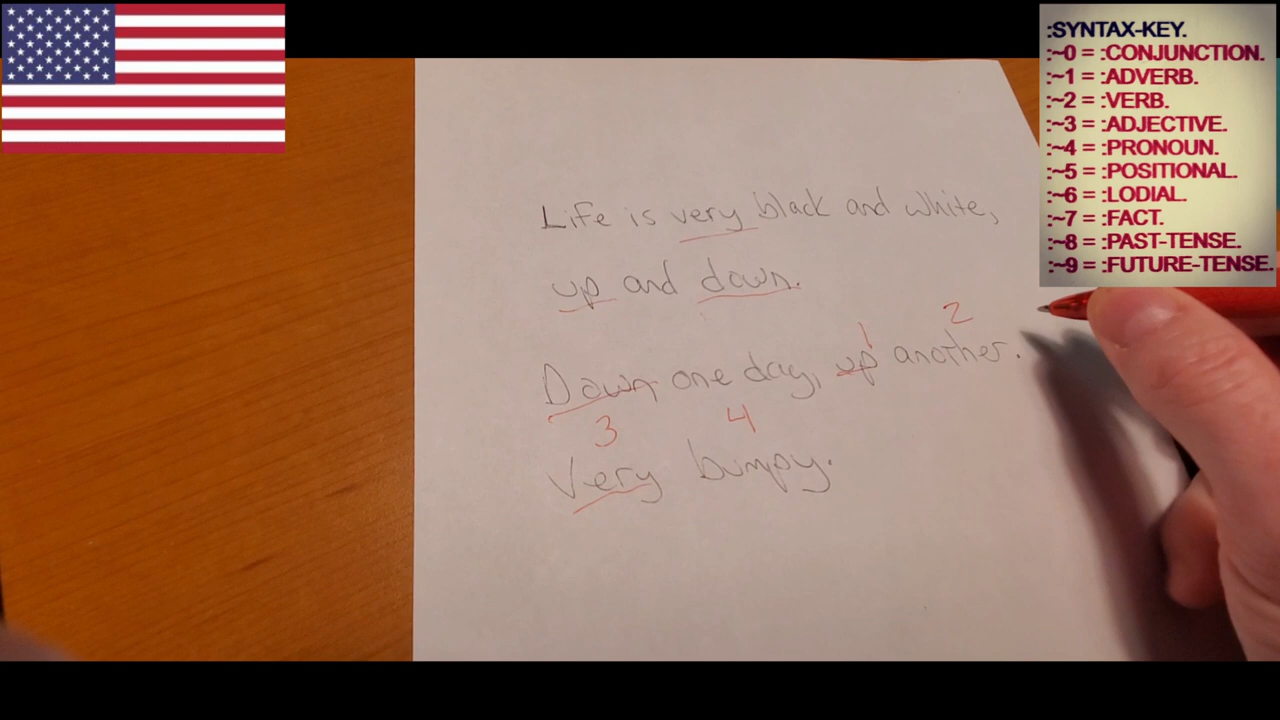 :SYNTAX-KEY.
:~0 = :CONJUNCTION.
:~1 = :ADVERB.
:~2 = :VERB.
:~3 = :ADJECTIVE.
:~4 = :PRONOUN.
:~5 = :POSITIONAL.
:~6 = :LODIAL.
:~7 = :FACT.
:~8 = :PAST-TENSE.
:~9 = :FUTURE-TENSE.
Life is very black and white,
up and down.
1 2
Down one day, up another.
3 4
Very bumpy.